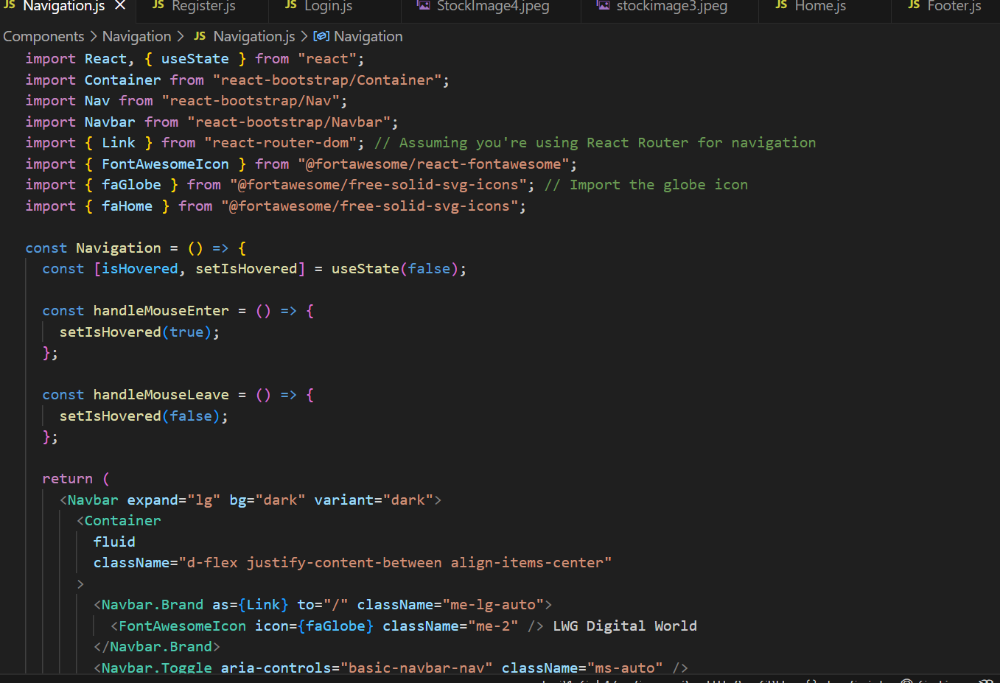 JS Navigation.js JS Register.js JS Login.js StockImage4.jpeg stockimage3.jpeg JS Home.js JS Footer.js
Components > Navigation > JS Navigation.js > Navigation
import React, { useState } from "react";
import Container from "react-bootstrap/Container";
import Nav from "react-bootstrap/Nav";
import Navbar from "react-bootstrap/Navbar";
import { Link } from "react-router-dom"; // Assuming you're using React Router for navigation
import { FontAwesomeIcon } from "@fortawesome/react-fontawesome";
import { faGlobe } from "@fortawesome/free-solid-svg-icons"; // Import the globe icon
import { faHome } from "@fortawesome/free-solid-svg-icons";
const Navigation = () => {
const [isHovered, setIsHovered] = useState(false);
const handleMouseEnter = () => {
setIsHovered(true);
};
const handleMouseLeave = () => {
setIsHovered(false);
};
return (
<Navbar expand="lg" bg="dark" variant="dark">
<Container
fluid
className="d-flex justify-content-between align-items-center"
>
<Navbar.Brand as={Link} to="/" className="me-lg-auto">
<FontAwesomeIcon icon={faGlobe} className="me-2" /> LWG Digital World
</Navbar.Brand>
<Navbar.Toggle aria-controls="basic-navbar-nav" className="ms-auto" />